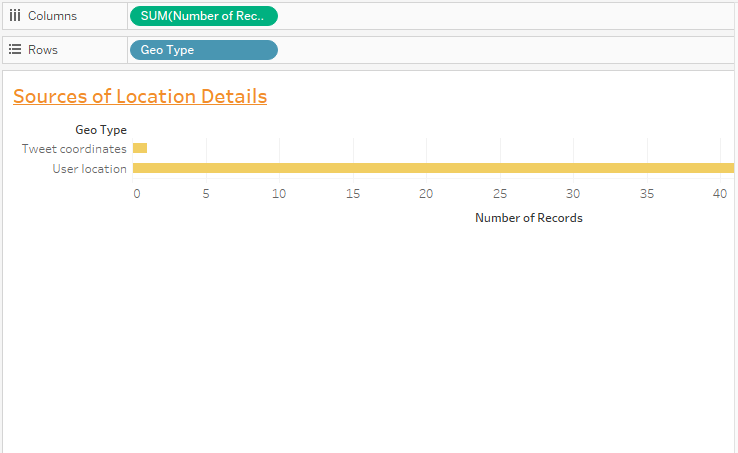 Columns
SUM(Number of Rec..
Rows
Geo Type
Sources of Location Details
Geo Type
Tweet coordinates
User location
0 5 10 15 20 25 30 35 40
Number of Records